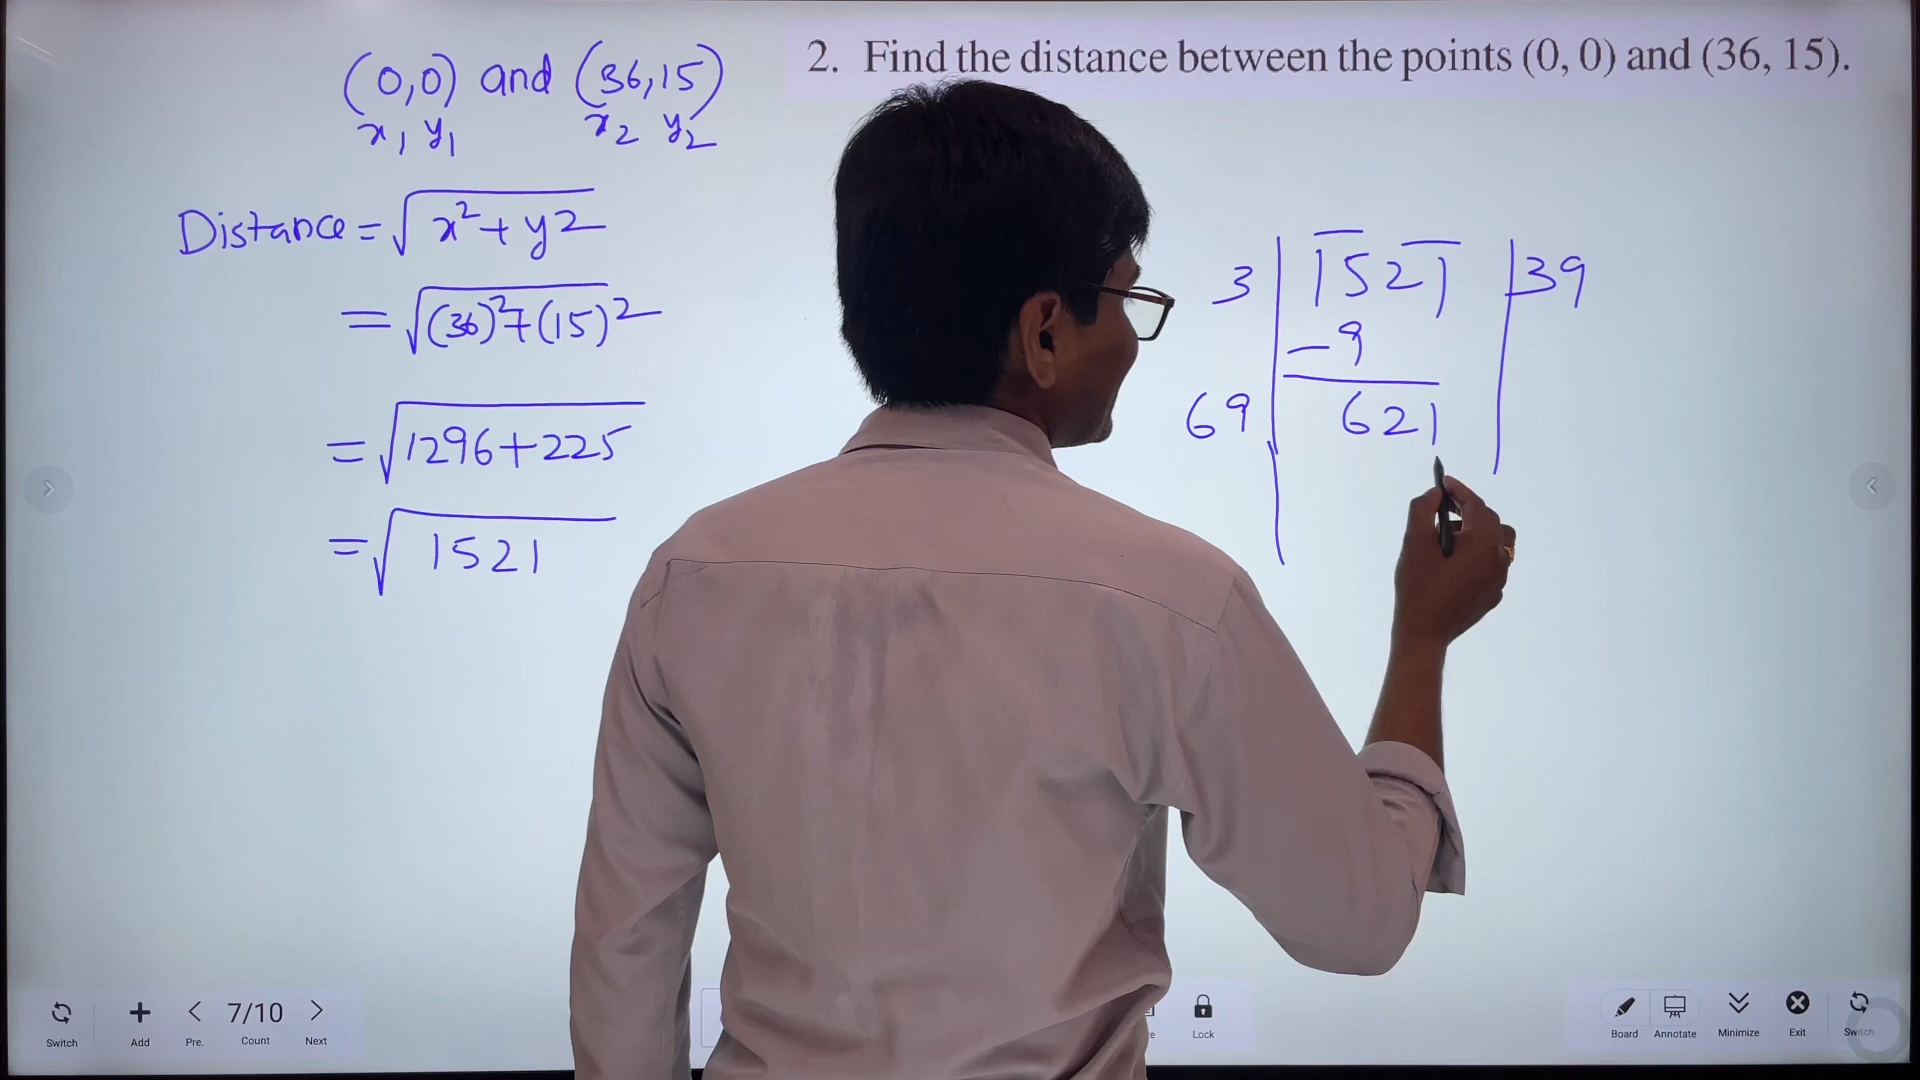 2. Find the distance between the points (0, 0) and (36, 15).
(0,0) and (36,15)
x1 y1 x2 y2
Distance = √x²+y2
= √(36)²+(15)²
= √1296+225
= √1521
3 1521 39
-9
69 621
Switch Add Pre. 7/10 Count Next Lock Board Annotate Minimize Exit Switch